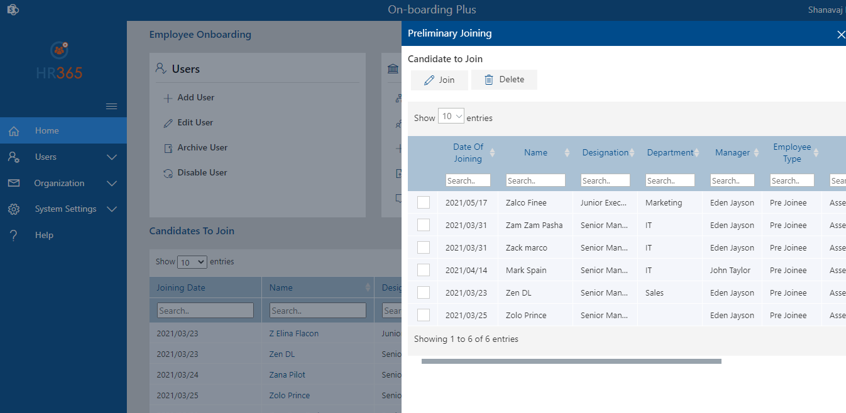 On-boarding Plus
Shanavaj
HR365
Home
Users
Organization
System Settings
Help
Employee Onboarding
Users
Add User
Edit User
Archive User
Disable User
Candidates To Join
Show 10 entries
Joining Date Name
Search.. Search.. Search..
2021/03/23 Z Elina Flacon Junio
2021/03/23 Zen DL Senio
2021/03/24 Zana Pilot Senio
2021/03/25 Zolo Prince Senio
Preliminary Joining
Candidate to Join
Join Delete
Show 10 entries
Date Of Joining Name Designation Department Manager Employee Type
Search.. Search.. Search.. Search.. Search.. Search.. Search..
2021/05/17 Zalco Finee Junior Exec... Marketing Eden Jayson Pre Joinee Asse
2021/03/31 Zam Zam Pasha Senior Man... IT Eden Jayson Pre Joinee Asse
2021/03/31 Zack marco Senior Man... IT Eden Jayson Pre Joinee Asse
2021/04/14 Mark Spain Senior Man... IT John Taylor Pre Joinee Asse
2021/03/23 Zen DL Senior Man... Sales Eden Jayson Pre Joinee Asse
2021/03/25 Zolo Prince Senior Man... Eden Jayson Pre Joinee Asse
Showing 1 to 6 of 6 entries